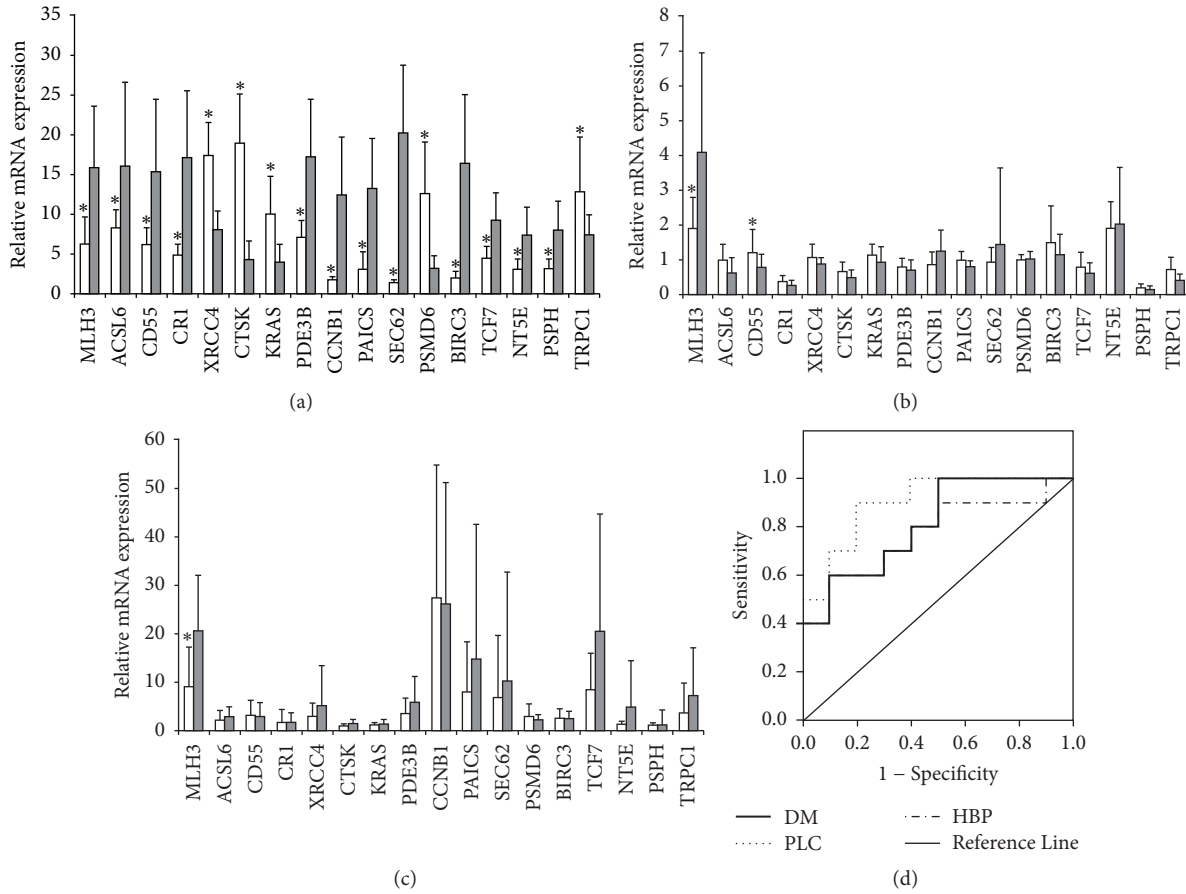 35
30
25
20
15
10
5
0
Relative mRNA expression
* * * * * * * * * * * * * * * * *
MLH3 ACSL6 CD55 CR1 XRCC4 CTSK KRAS PDE3B CCNB1 PAICS SEC62 PSMD6 BIRC3 TCF7 NT5E PSPH TRPC1
(a)
8
7
6
5
4
3
2
1
0
Relative mRNA expression
* *
MLH3 ACSL6 CD55 CR1 XRCC4 CTSK KRAS PDE3B CCNB1 PAICS SEC62 PSMD6 BIRC3 TCF7 NT5E PSPH TRPC1
(b)
60
50
40
30
20
10
0
Relative mRNA expression
*
MLH3 ACSL6 CD55 CR1 XRCC4 CTSK KRAS PDE3B CCNB1 PAICS SEC62 PSMD6 BIRC3 TCF7 NT5E PSPH TRPC1
(c)
1.0
0.8
0.6
0.4
0.2
0.0
Sensitivity
0.0 0.2 0.4 0.6 0.8 1.0
1 − Specificity
DM
PLC
HBP
Reference Line
(d)